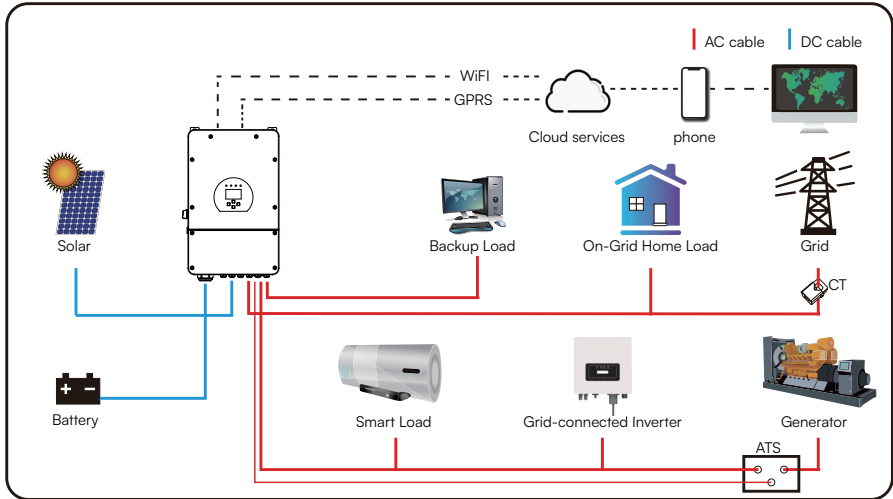 AC cable
DC cable
WiFI
GPRS
Cloud services
phone
Solar
Backup Load
On-Grid Home Load
Grid
CT
Battery
Smart Load
Grid-connected Inverter
Generator
ATS